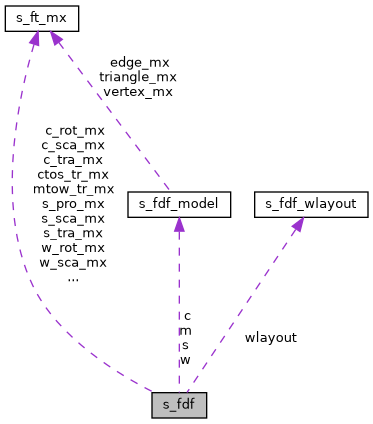 s_ft_mx
edge_mx
triangle_mx
vertex_mx
c_rot_mx
c_sca_mx
c_tra_mx
ctos_tr_mx
mtow_tr_mx
s_pro_mx
s_sca_mx
s_tra_mx
w_rot_mx
w_sca_mx
...
s_fdf_model
s_fdf_wlayout
c
m
s
w
wlayout
s_fdf